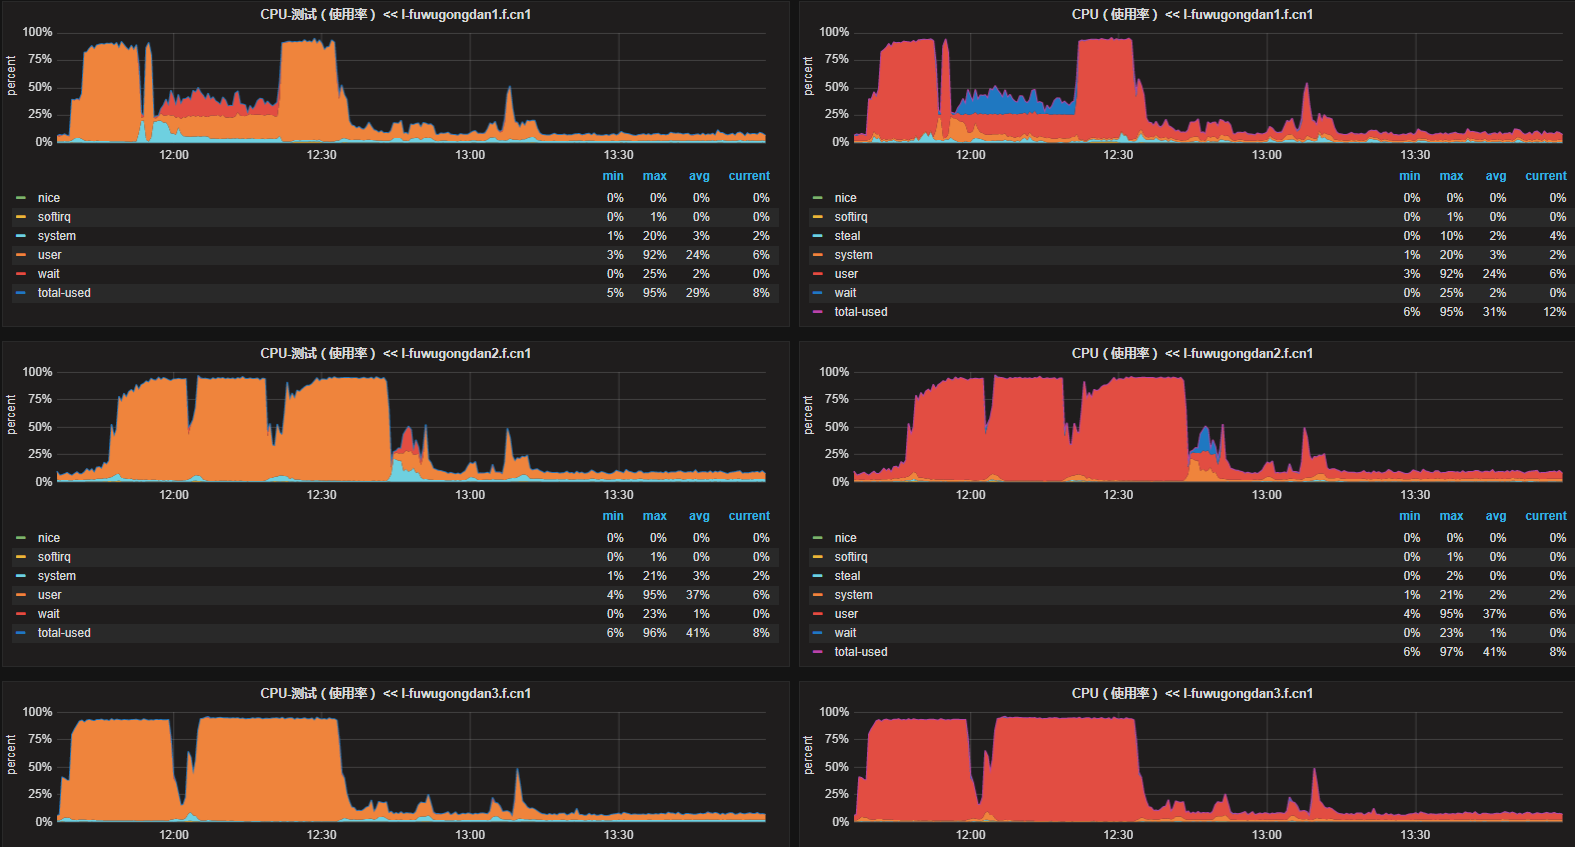 CPU-测试（使用率） << l-fuwugongdan1.f.cn1
percent
100%
75%
50%
25%
0%
12:00 12:30 13:00 13:30
min max avg current
nice 0% 0% 0% 0%
softirq 0% 1% 0% 0%
system 1% 20% 3% 2%
user 3% 92% 24% 6%
wait 0% 25% 2% 0%
total-used 5% 95% 29% 8%
CPU（使用率） << l-fuwugongdan1.f.cn1
percent
100%
75%
50%
25%
0%
12:00 12:30 13:00 13:30
min max avg current
nice 0% 0% 0% 0%
softirq 0% 1% 0% 0%
steal 0% 10% 2% 4%
system 1% 20% 3% 2%
user 3% 92% 24% 6%
wait 0% 25% 2% 0%
total-used 6% 95% 31% 12%
CPU-测试（使用率） << l-fuwugongdan2.f.cn1
percent
100%
75%
50%
25%
0%
12:00 12:30 13:00 13:30
min max avg current
nice 0% 0% 0% 0%
softirq 0% 1% 0% 0%
system 1% 21% 3% 2%
user 4% 95% 37% 6%
wait 0% 23% 1% 0%
total-used 6% 96% 41% 8%
CPU（使用率） << l-fuwugongdan2.f.cn1
percent
100%
75%
50%
25%
0%
12:00 12:30 13:00 13:30
min max avg current
nice 0% 0% 0% 0%
softirq 0% 1% 0% 0%
steal 0% 2% 0% 0%
system 1% 21% 2% 2%
user 4% 95% 37% 6%
wait 0% 23% 1% 0%
total-used 6% 97% 41% 8%
CPU-测试（使用率） << l-fuwugongdan3.f.cn1
percent
100%
75%
50%
25%
0%
12:00 12:30 13:00 13:30
CPU（使用率） << l-fuwugongdan3.f.cn1
percent
100%
75%
50%
25%
0%
12:00 12:30 13:00 13:30